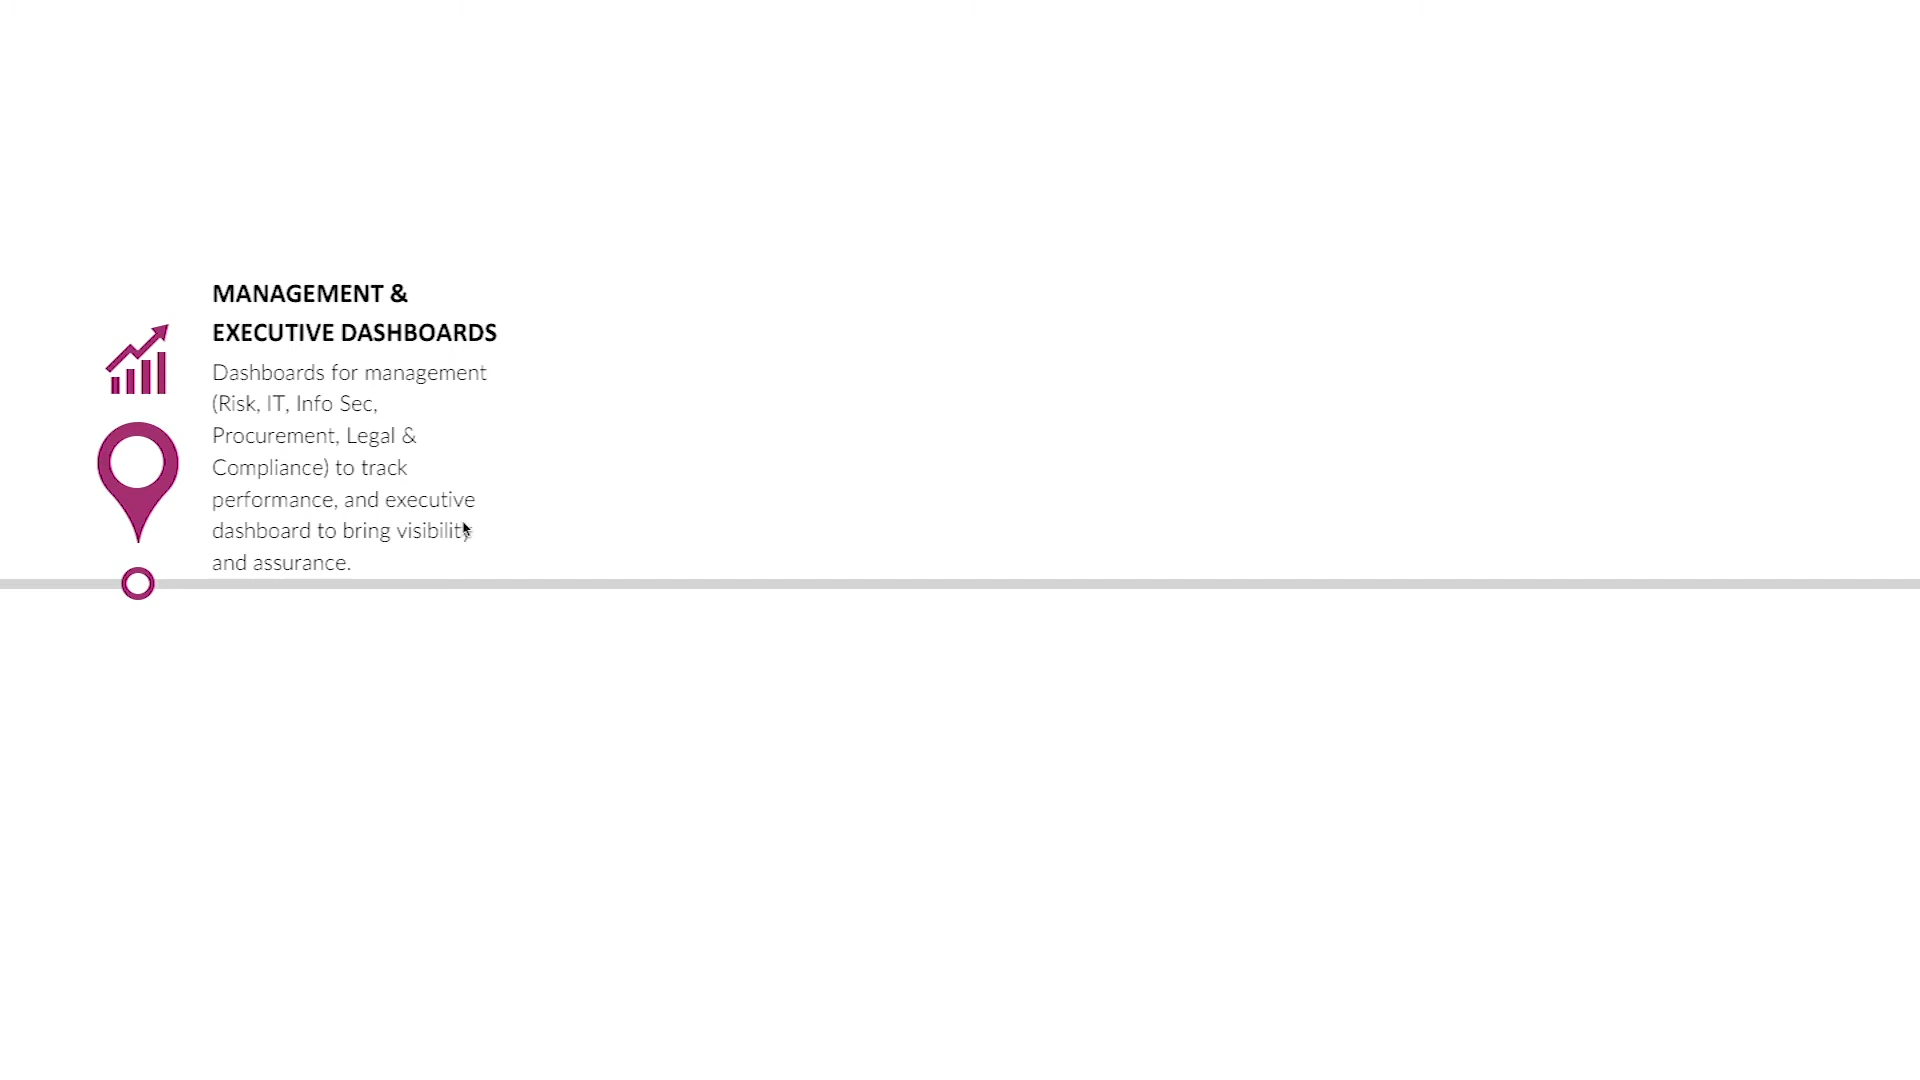 MANAGEMENT &
EXECUTIVE DASHBOARDS
Dashboards for management
(Risk, IT, Info Sec,
Procurement, Legal &
Compliance) to track
performance, and executive
dashboard to bring visibility
and assurance.